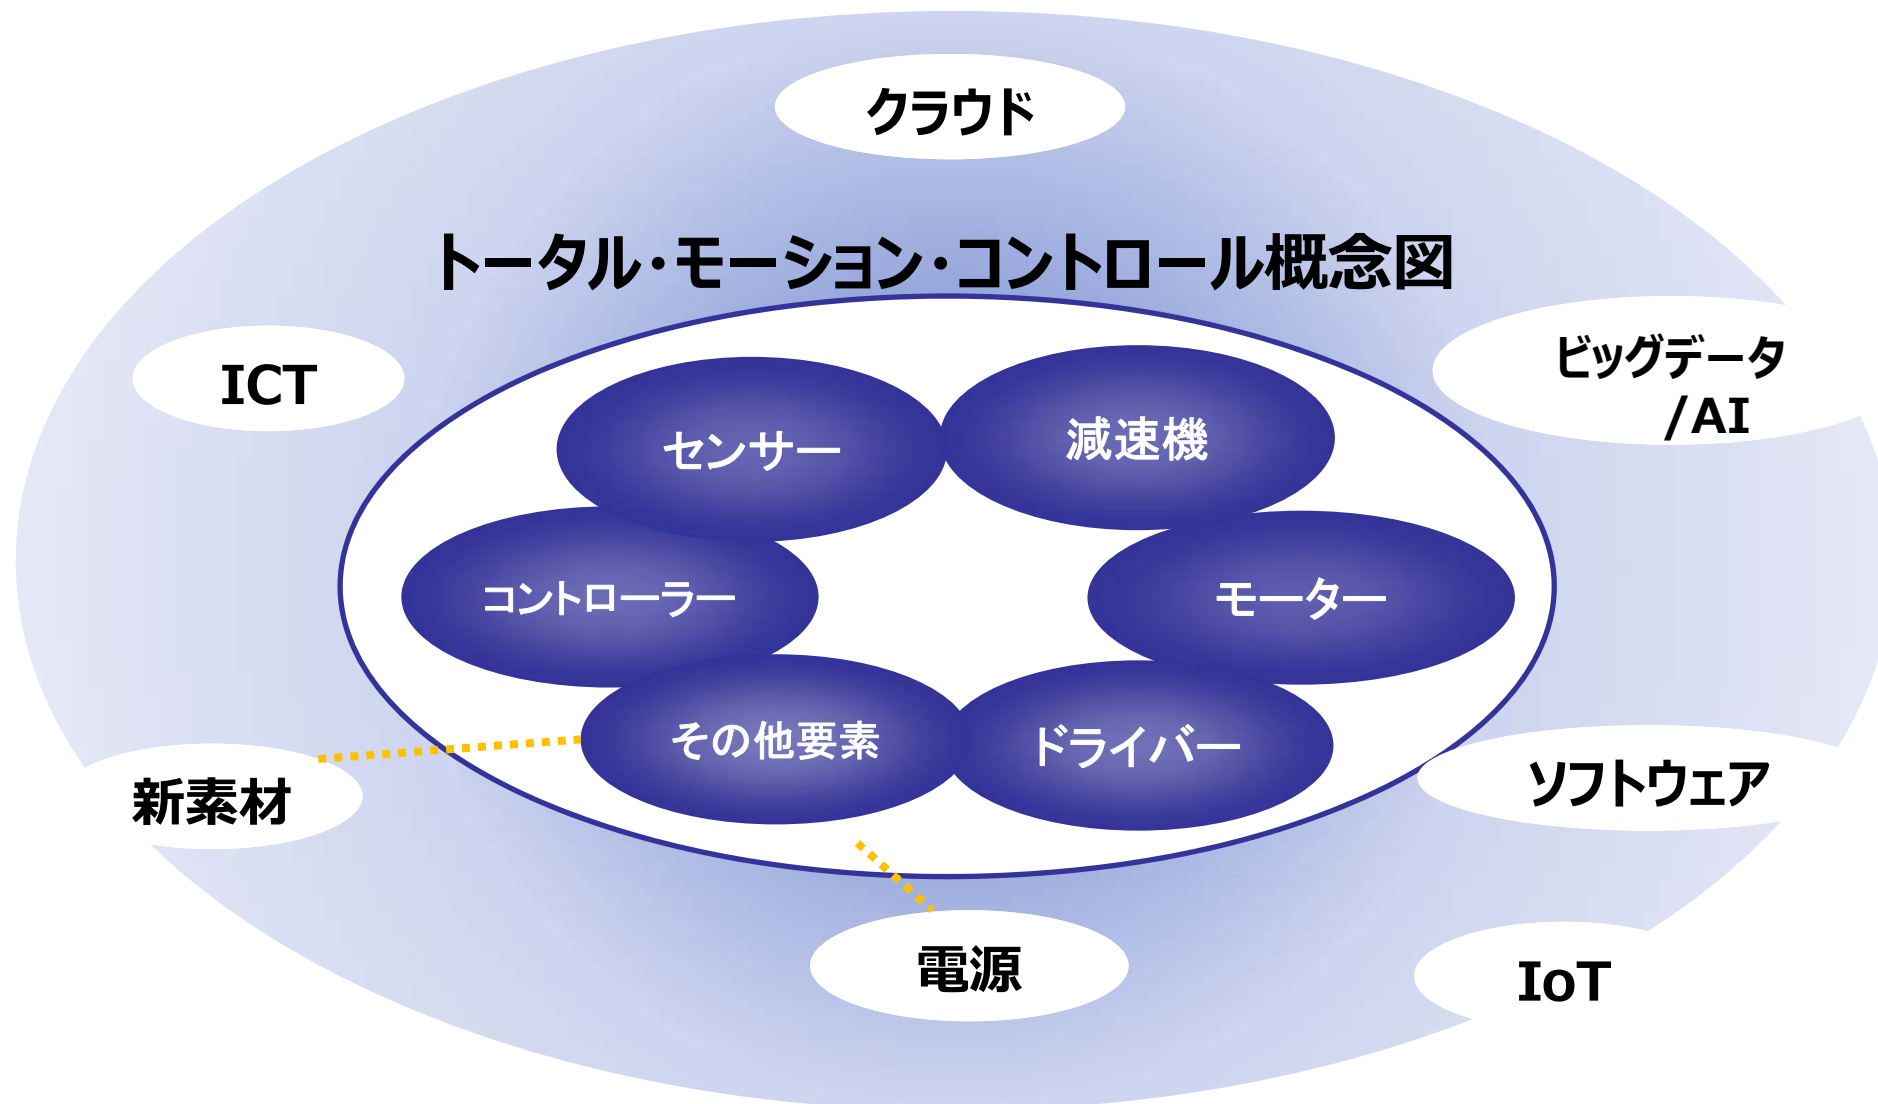 クラウド
トータル・モーション・コントロール概念図
ICT
ビッグデータ
/AI
センサー
減速機
コントローラー
モーター
その他要素
ドライバー
新素材
ソフトウェア
電源
IoT